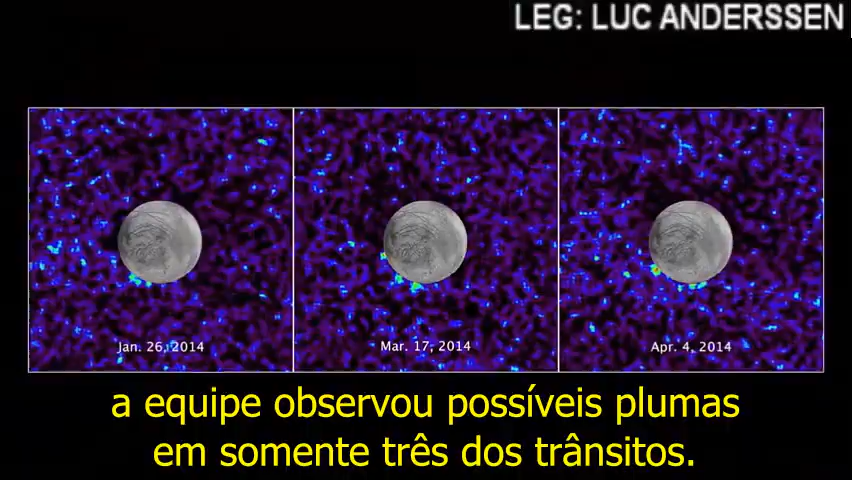 LEG: LUC ANDERSSEN
Jan. 26, 2014
Mar. 17, 2014
Apr. 4, 2014
a equipe observou possíveis plumas
em somente três dos trânsitos.